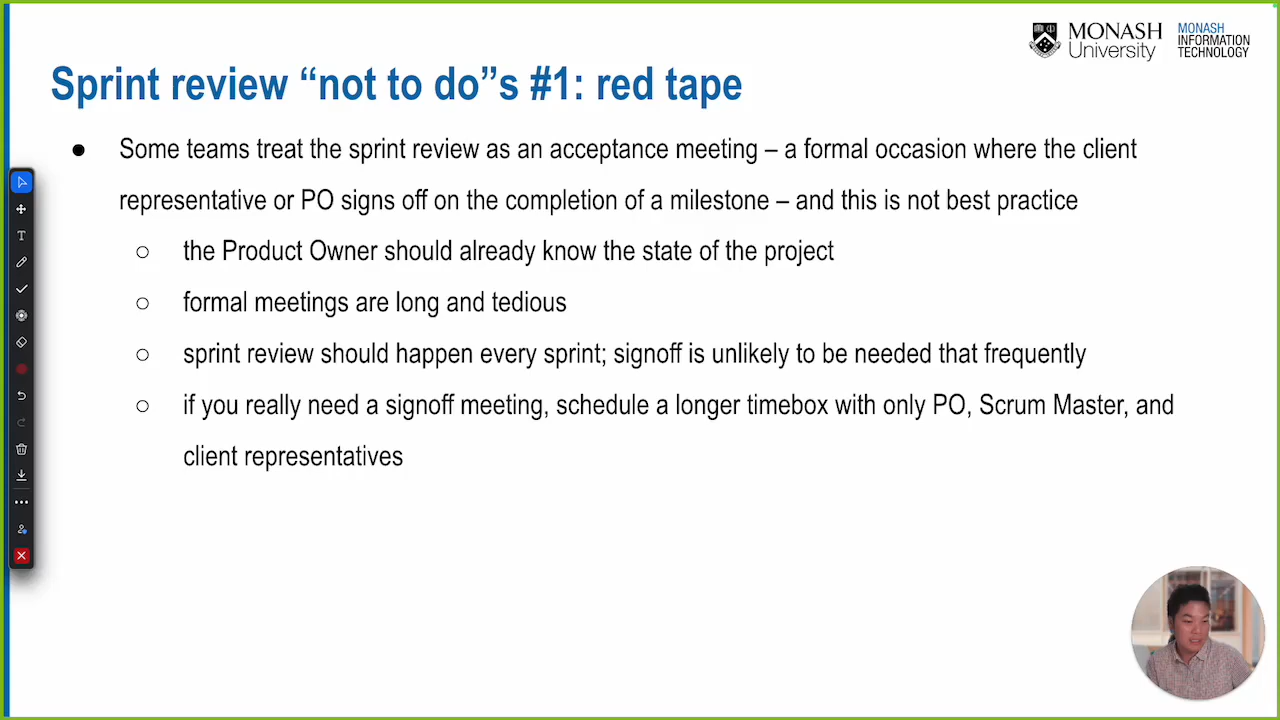 MONASH
University
MONASH
INFORMATION
TECHNOLOGY
Sprint review “not to do”s #1: red tape
● Some teams treat the sprint review as an acceptance meeting – a formal occasion where the client
representative or PO signs off on the completion of a milestone – and this is not best practice
○ the Product Owner should already know the state of the project
○ formal meetings are long and tedious
○ sprint review should happen every sprint; signoff is unlikely to be needed that frequently
○ if you really need a signoff meeting, schedule a longer timebox with only PO, Scrum Master, and
client representatives